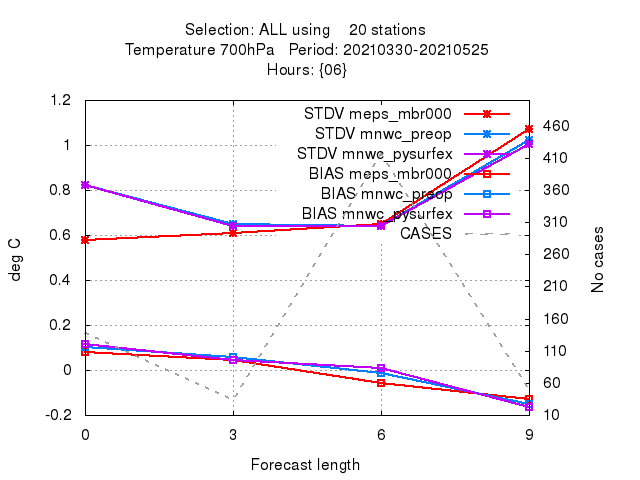 Selection: ALL using    20 stations
Temperature 700hPa   Period: 20210330-20210525
Hours: {06}
STDV meps_mbr000
STDV mnwc_preop
STDV mnwc_pysurfex
BIAS meps_mbr000
BIAS mnwc_preop
BIAS mnwc_pysurfex
CASES
1.2
1
0.8
0.6
0.4
0.2
0
-0.2
deg C
460
410
360
310
260
210
160
110
60
10
No cases
0 3 6 9
Forecast length